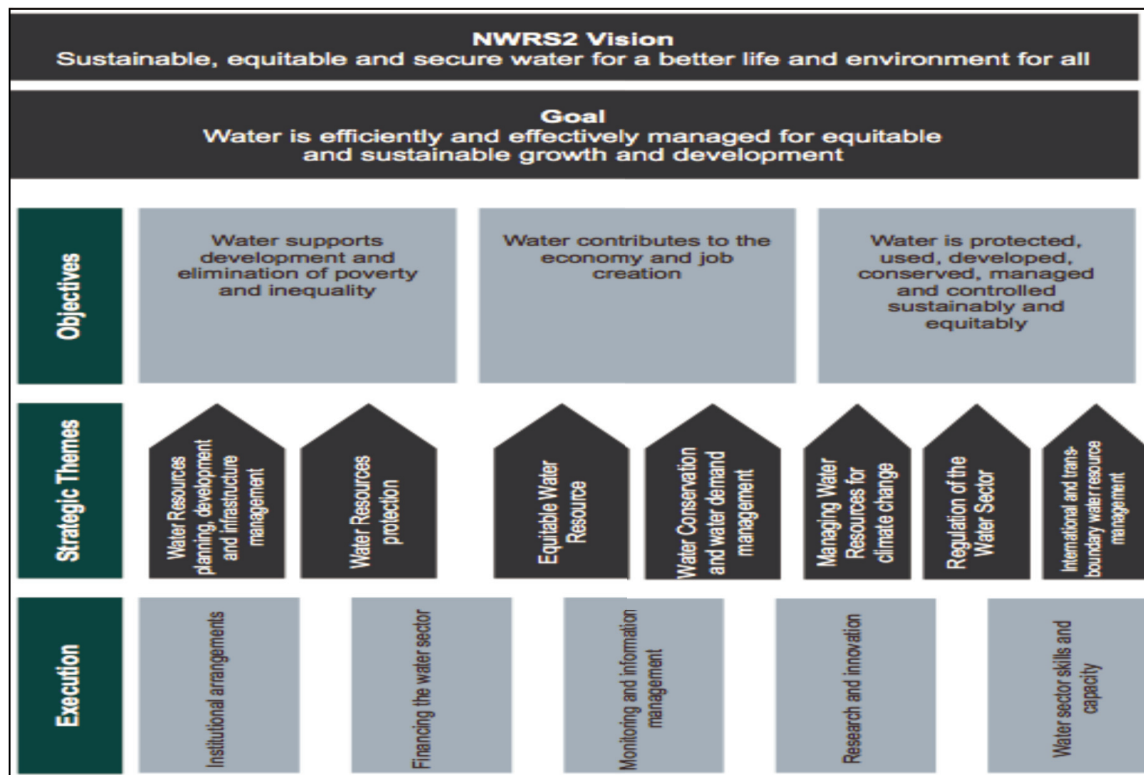 NWRS2 Vision
Sustainable, equitable and secure water for a better life and environment for all
Goal
Water is efficiently and effectively managed for equitable
and sustainable growth and development
Objectives
Water supports
development and
elimination of poverty
and inequality
Water contributes to the
economy and job
creation
Water is protected,
used, developed,
conserved, managed
and controlled
sustainably and
equitably
Strategic Themes
Water Resources
planning, development
and infrastructure
management
Water Resources
protection
Equitable Water
Resource
Water Conservation
and water demand
management
Managing Water
Resources for
climate change
Regulation of the
Water Sector
International and trans-
boundary water resource
management
Execution
Institutional arrangements
Financing the water sector
Monitoring and information
management
Research and innovation
Water sector skills and
capacity